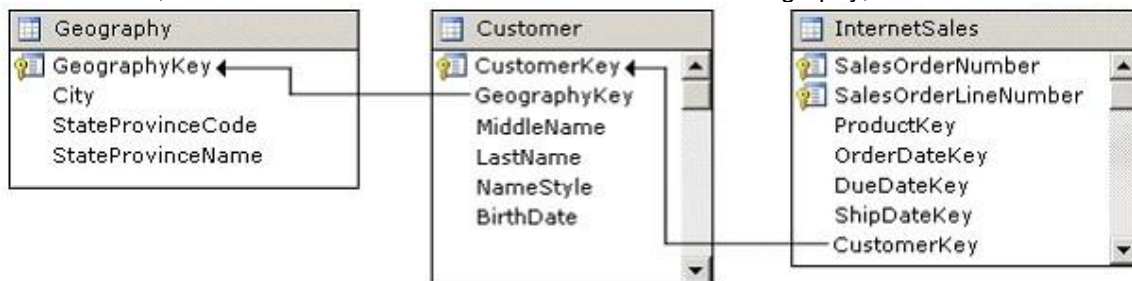 Geography
GeographyKey
City
StateProvinceCode
StateProvinceName
Customer
CustomerKey
GeographyKey
MiddleName
LastName
NameStyle
BirthDate
InternetSales
SalesOrderNumber
SalesOrderLineNumber
ProductKey
OrderDateKey
DueDateKey
ShipDateKey
CustomerKey